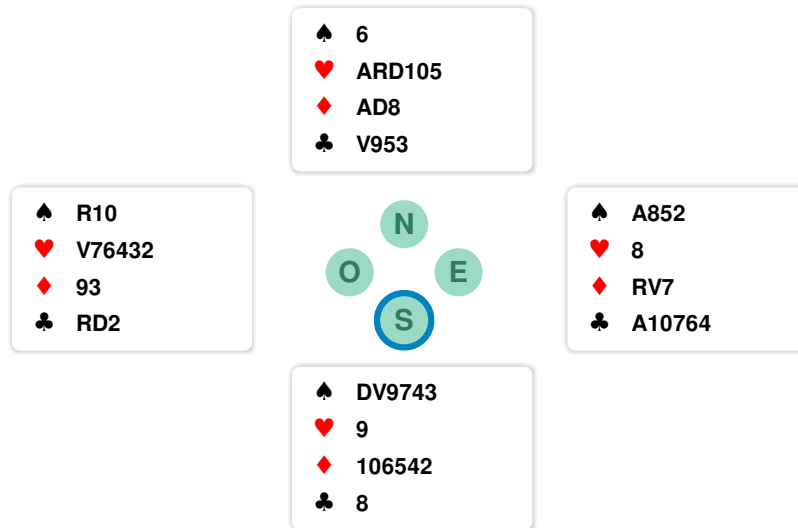 ♠ 6
♥ ARD105
♦ AD8
♣ V953
♠ R10
♥ V76432
♦ 93
♣ RD2
N
O
E
S
♠ A852
♥ 8
♦ RV7
♣ A10764
♠ DV9743
♥ 9
♦ 106542
♣ 8